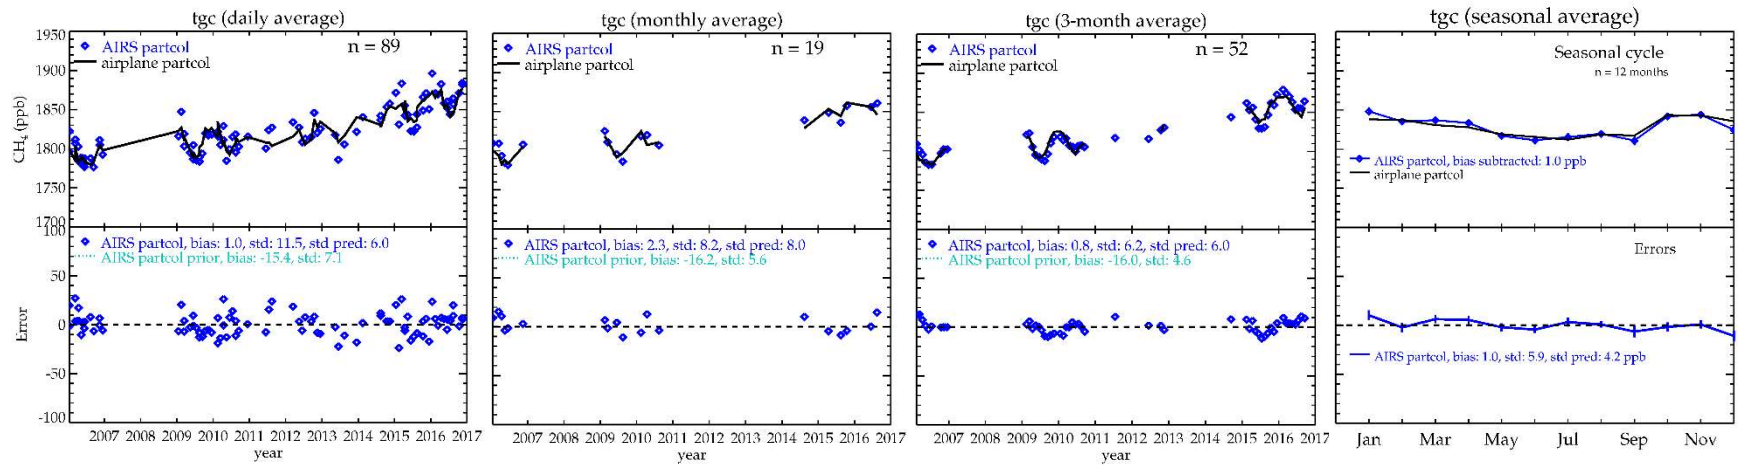 tgc (daily average)
1950
1900
1850
1800
1750
1700
CH4 (ppb)
AIRS partcol
airplane partcol
n = 89
100
50
0
-50
-100
Error
AIRS partcol, bias: 1.0, std: 11.5, std pred: 6.0
AIRS partcol prior, bias: -15.4, std: 7.1
2007 2008 2009 2010 2011 2012 2013 2014 2015 2016 2017
year
tgc (monthly average)
AIRS partcol
airplane partcol
n = 19
AIRS partcol, bias: 2.3, std: 8.2, std pred: 8.0
AIRS partcol prior, bias: -16.2, std: 5.6
2007 2008 2009 2010 2011 2012 2013 2014 2015 2016 2017
year
tgc (3-month average)
AIRS partcol
airplane partcol
n = 52
AIRS partcol, bias: 0.8, std: 6.2, std pred: 6.0
AIRS partcol prior, bias: -16.0, std: 4.6
2007 2008 2009 2010 2011 2012 2013 2014 2015 2016 2017
year
tgc (seasonal average)
Seasonal cycle
n = 12 months
AIRS partcol, bias subtracted: 1.0 ppb
airplane partcol
Errors
AIRS partcol, bias: 1.0, std: 5.9, std pred: 4.2 ppb
Jan Mar May Jul Sep Nov